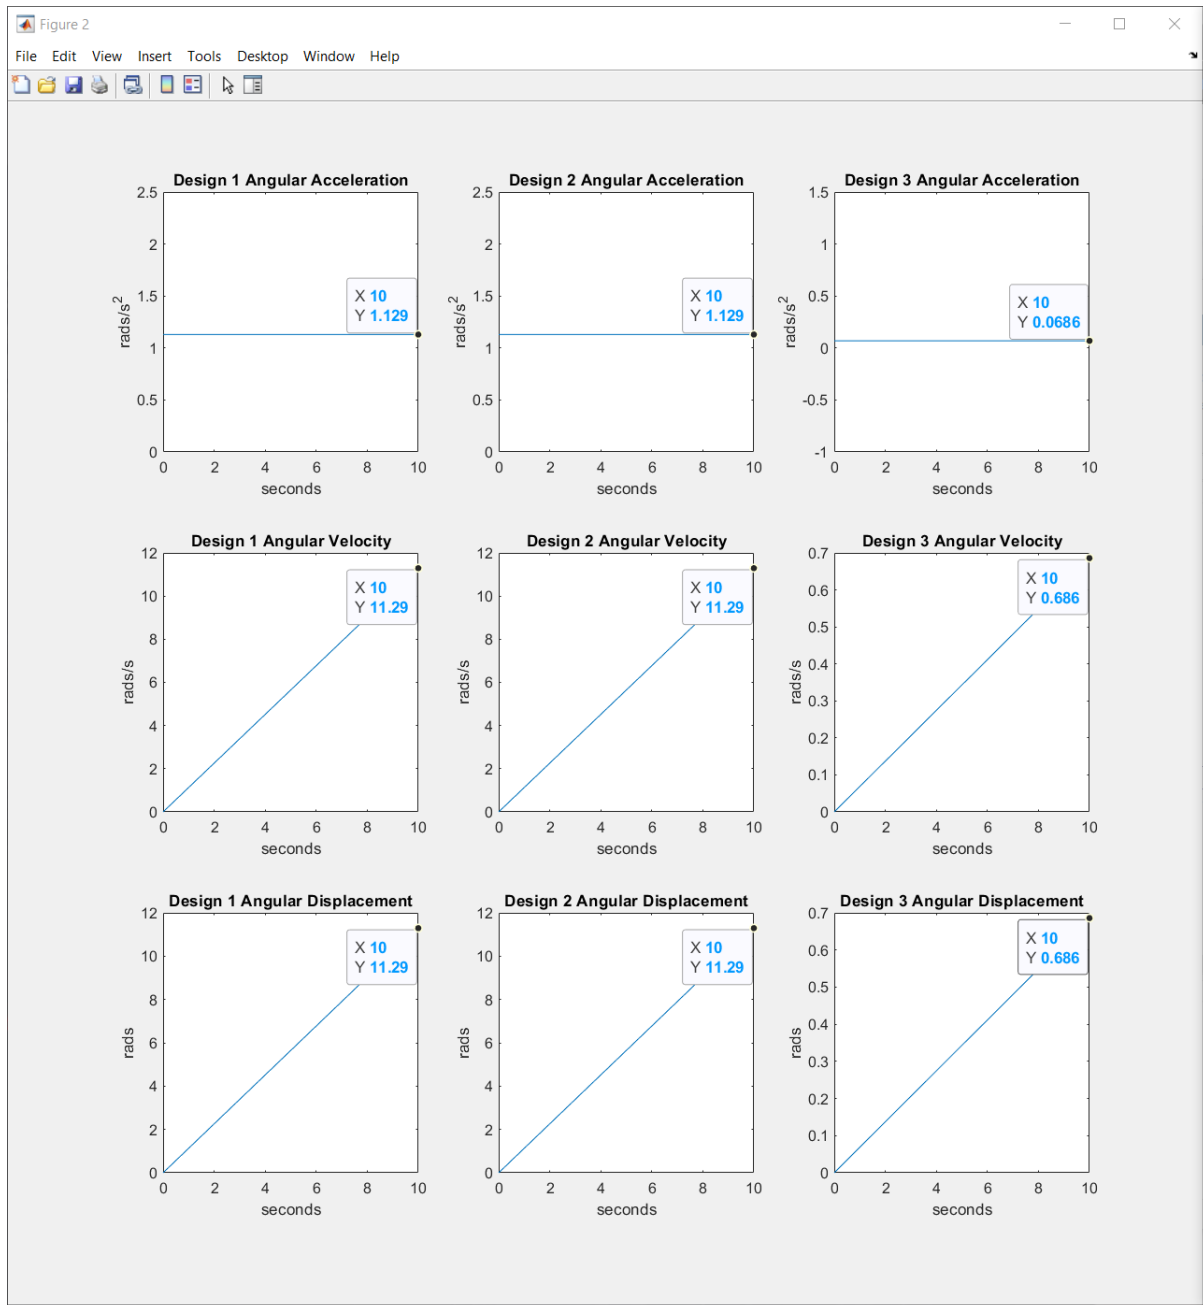 Figure 2
File Edit View Insert Tools Desktop Window Help
Design 1 Angular Acceleration
2.5
2
1.5
1
0.5
0
rads/s²
X 10
Y 1.129
0 2 4 6 8 10
seconds
Design 2 Angular Acceleration
2.5
2
1.5
1
0.5
0
rads/s²
X 10
Y 1.129
0 2 4 6 8 10
seconds
Design 3 Angular Acceleration
1.5
1
0.5
0
-0.5
-1
rads/s²
X 10
Y 0.0686
0 2 4 6 8 10
seconds
Design 1 Angular Velocity
12
10
8
6
4
2
0
rads/s
X 10
Y 11.29
0 2 4 6 8 10
seconds
Design 2 Angular Velocity
12
10
8
6
4
2
0
rads/s
X 10
Y 11.29
0 2 4 6 8 10
seconds
Design 3 Angular Velocity
0.7
0.6
0.5
0.4
0.3
0.2
0.1
0
rads/s
X 10
Y 0.686
0 2 4 6 8 10
seconds
Design 1 Angular Displacement
12
10
8
6
4
2
0
rads
X 10
Y 11.29
0 2 4 6 8 10
seconds
Design 2 Angular Displacement
12
10
8
6
4
2
0
rads
X 10
Y 11.29
0 2 4 6 8 10
seconds
Design 3 Angular Displacement
0.7
0.6
0.5
0.4
0.3
0.2
0.1
0
rads
X 10
Y 0.686
0 2 4 6 8 10
seconds